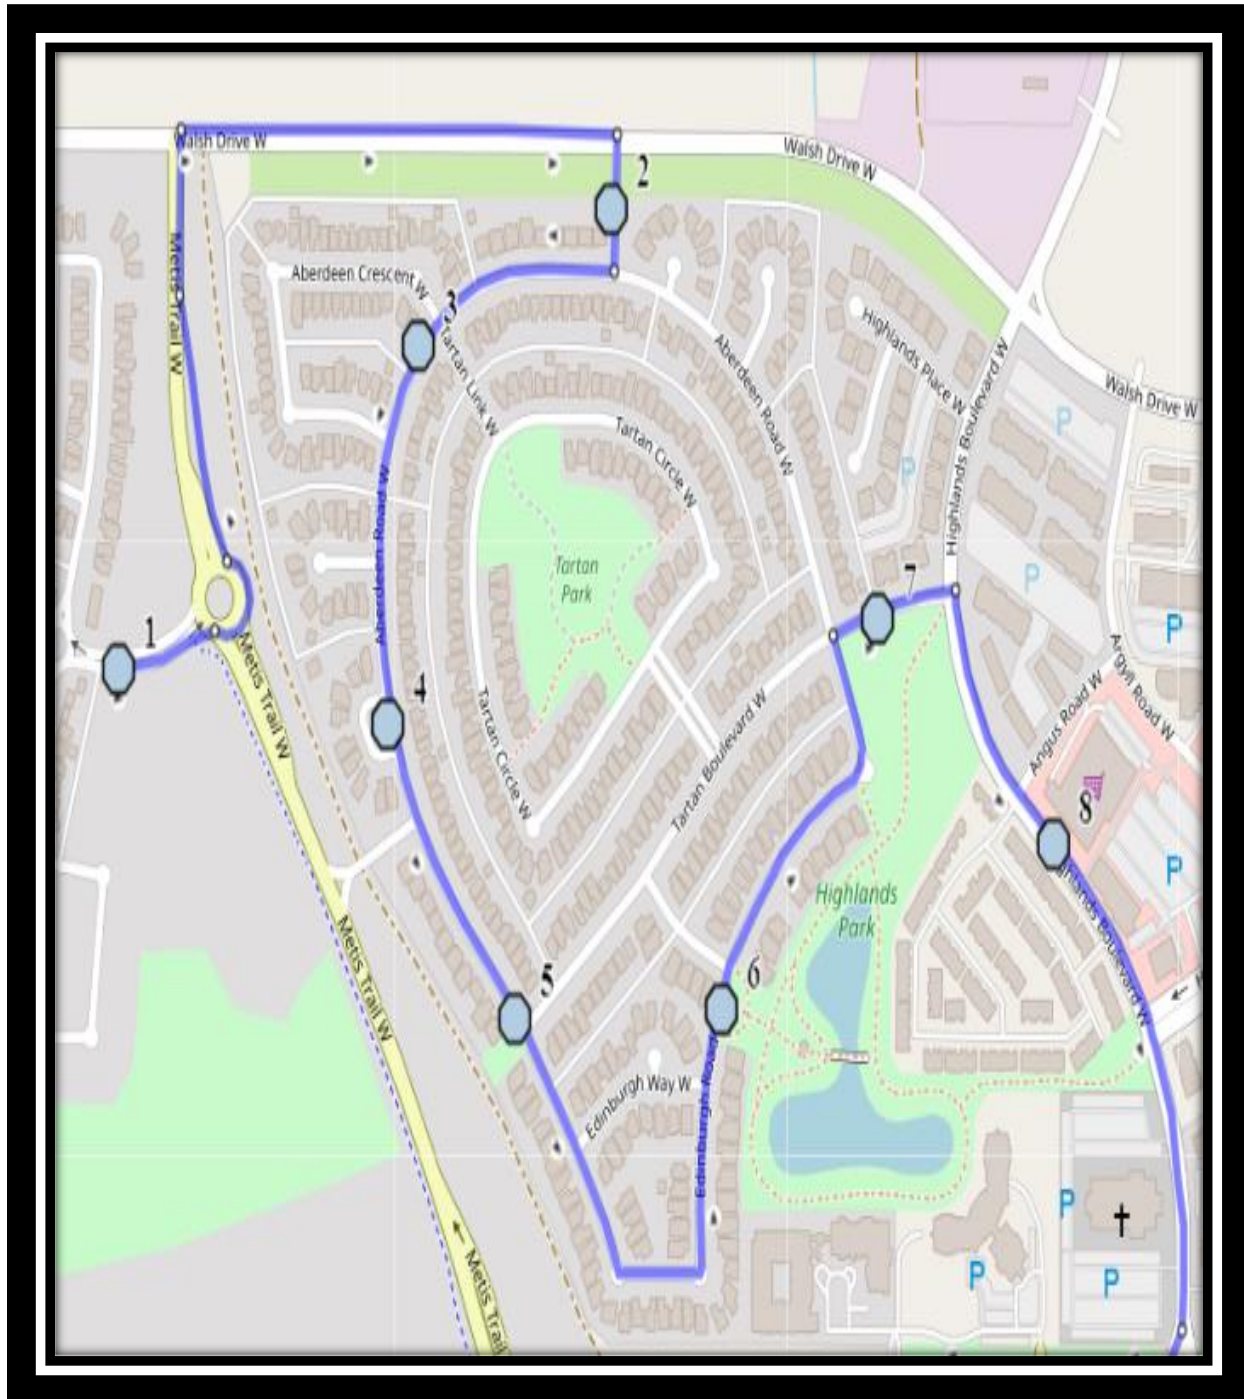 Walsh Drive W
Walsh Drive W
2
Metis Trail W
Aberdeen Crescent W
3
Highlands Place W
Tartan Link W
Aberdeen Road W
Highlands Boulevard W
Walsh Drive W
P
Tartan Circle W
P
Aberdeen Road W
Tartan
Park
P
7
P
1
Metis Trail W
4
Tartan Circle W
Tartan Boulevard W
Argyll Road W
Angus Road W
8
P
Highlands
Park
Metis Trail W
5
6
Boulevard W
Edinburgh Way W
Edinburgh Road
P
P
P
Metis Trail